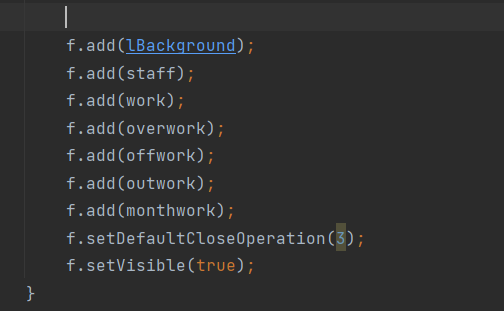 f.add(lBackground);
f.add(staff);
f.add(work);
f.add(overwork);
f.add(offwork);
f.add(outwork);
f.add(monthwork);
f.setDefaultCloseOperation(3);
f.setVisible(true);
}